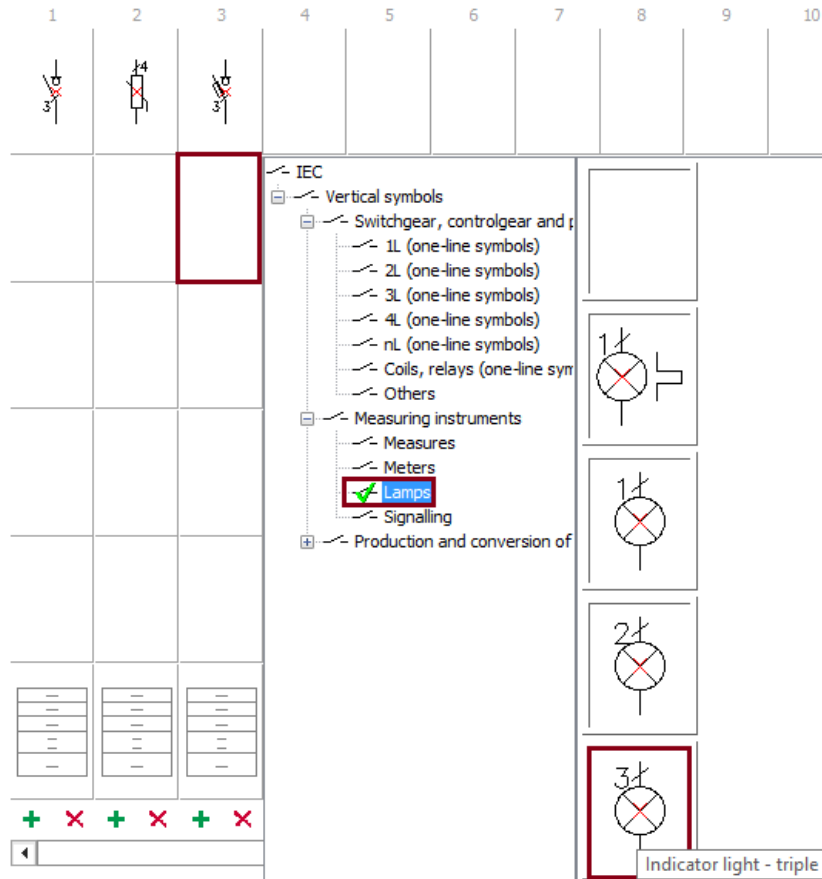 1 2 3 4 5 6 7 8 9 10
3 4 3
IEC
Vertical symbols
Switchgear, controlgear and p
1L (one-line symbols)
2L (one-line symbols)
3L (one-line symbols)
4L (one-line symbols)
nL (one-line symbols)
Coils, relays (one-line sym
Others
Measuring instruments
Measures
Meters
Lamps
Signalling
Production and conversion of
1
1
2
3
Indicator light - triple